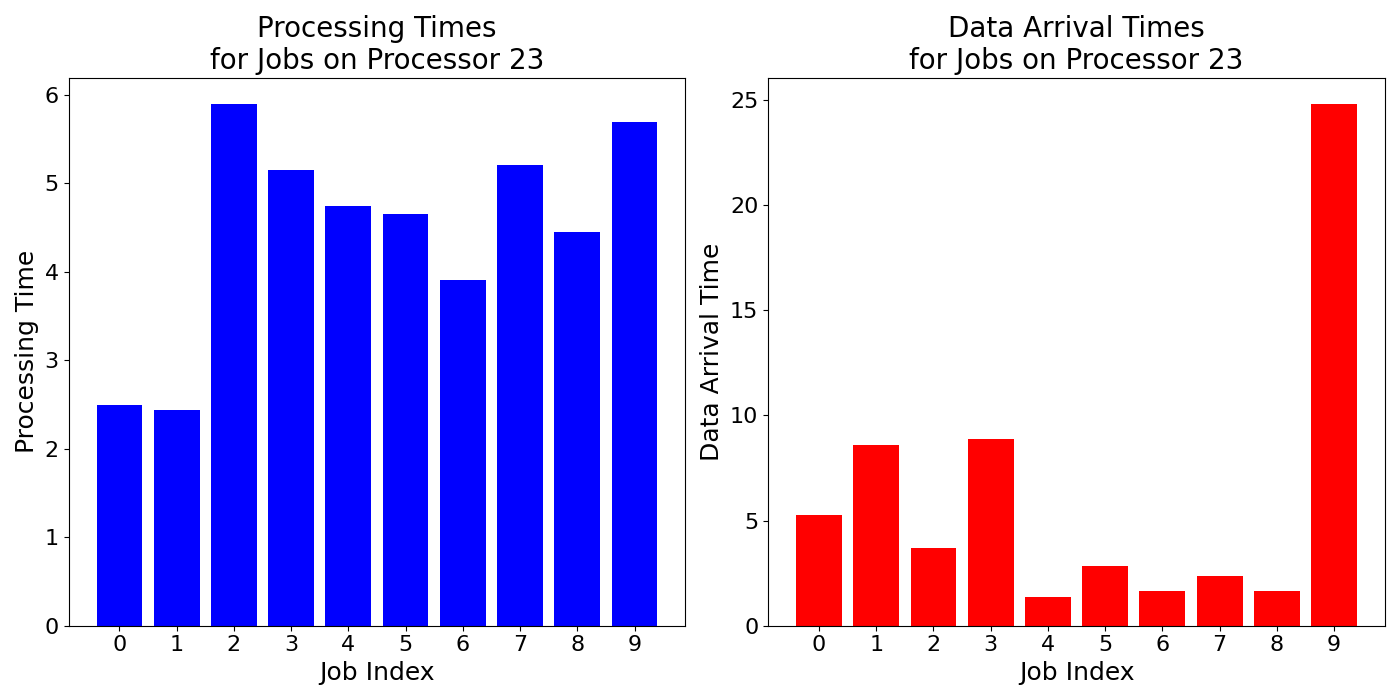 Processing Times
for Jobs on Processor 23
Processing Time
6
5
4
3
2
1
0
0 1 2 3 4 5 6 7 8 9
Job Index
Data Arrival Times
for Jobs on Processor 23
Data Arrival Time
25
20
15
10
5
0
0 1 2 3 4 5 6 7 8 9
Job Index